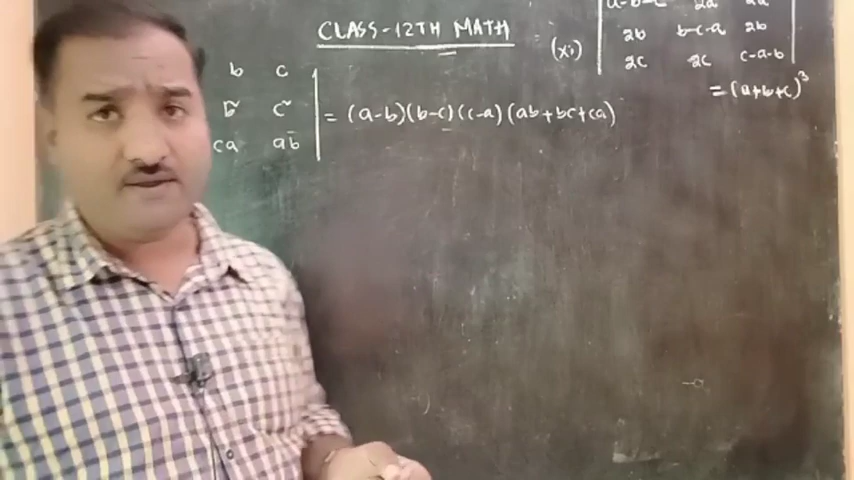 CLASS-12TH MATH
b c
b² c² = (a-b)(b-c)(c-a)(ab+bc+ca)
ca ab
(xi) a-b-c 2a 2a
2b b-c-a 2b
2c 2c c-a-b
= (a+b+c)³